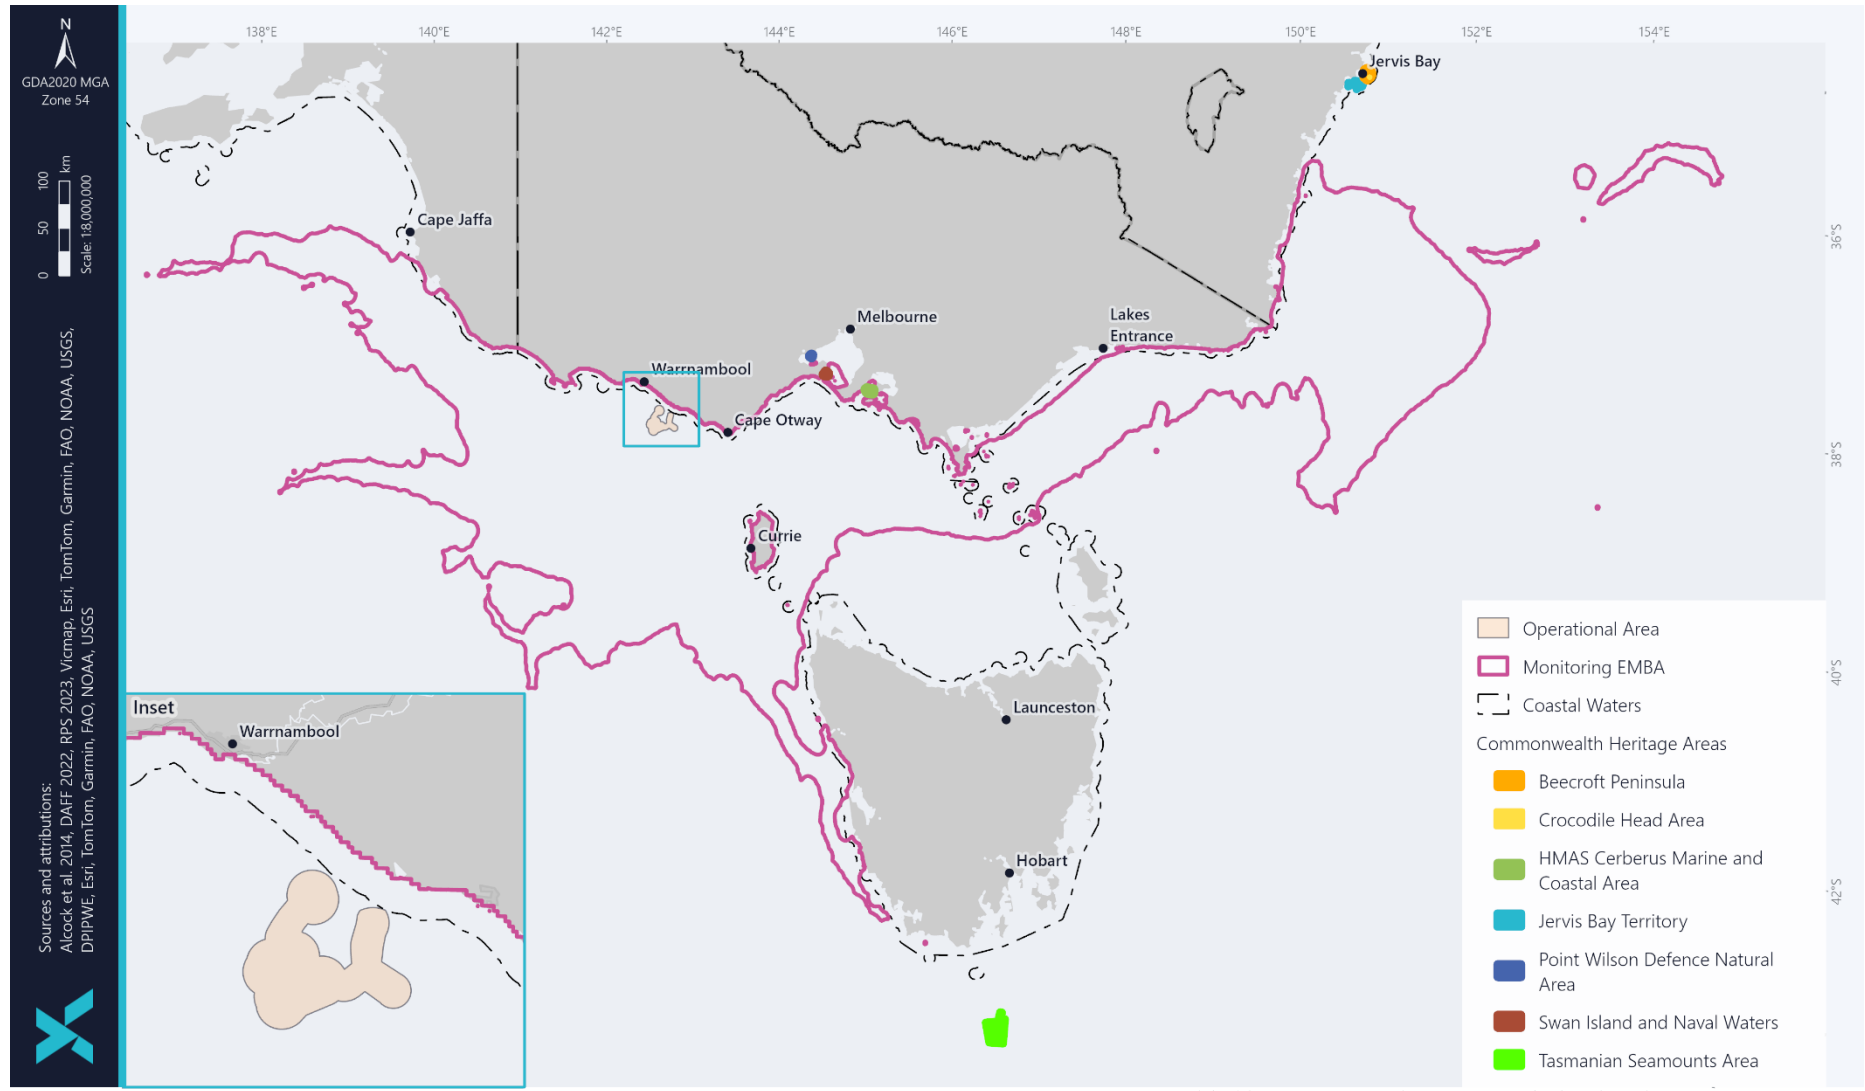 N
GDA2020 MGA
Zone 54
0 50 100 km
Scale: 1:8,000,000
Sources and attributions:
Alcock et al. 2014, DAFF 2022, RPS 2023, Vicmap, Esri, TomTom, Garmin, FAO, NOAA, USGS,
DPIPWE, Esri, TomTom, Garmin, FAO, NOAA, USGS
138°E 140°E 142°E 144°E 146°E 148°E 150°E 152°E 154°E
Jervis Bay
Cape Jaffa
36°S
Melbourne
Lakes
Entrance
Warrnambool
Cape Otway
38°S
Currie
40°S
Launceston
Hobart
42°S
Inset
Warrnambool
Operational Area
Monitoring EMBA
Coastal Waters
Commonwealth Heritage Areas
Beecroft Peninsula
Crocodile Head Area
HMAS Cerberus Marine and
Coastal Area
Jervis Bay Territory
Point Wilson Defence Natural
Area
Swan Island and Naval Waters
Tasmanian Seamounts Area